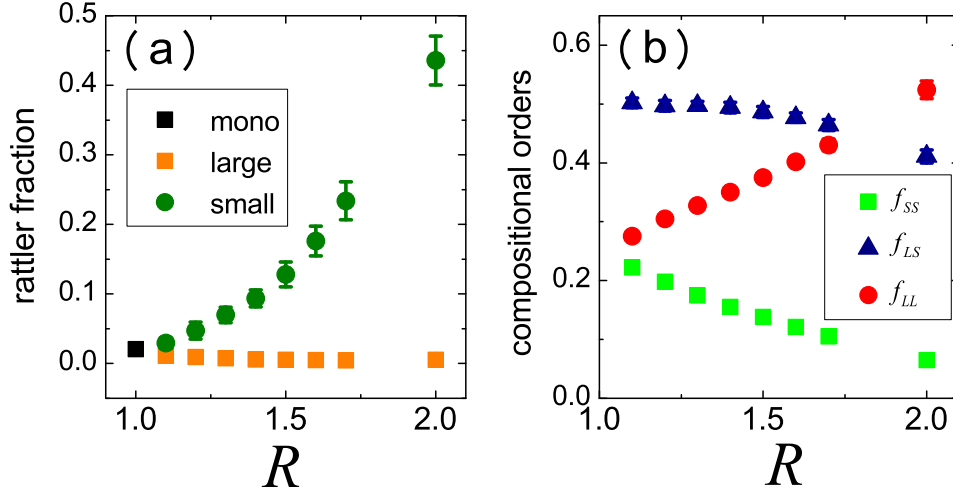 (a)
0.5
0.4
0.3
0.2
0.1
0.0
rattler fraction
mono
large
small
1.0
1.5
2.0
R
(b)
0.6
0.4
0.2
0.0
compositional orders
f_SS
f_LS
f_LL
1.0
1.5
2.0
R